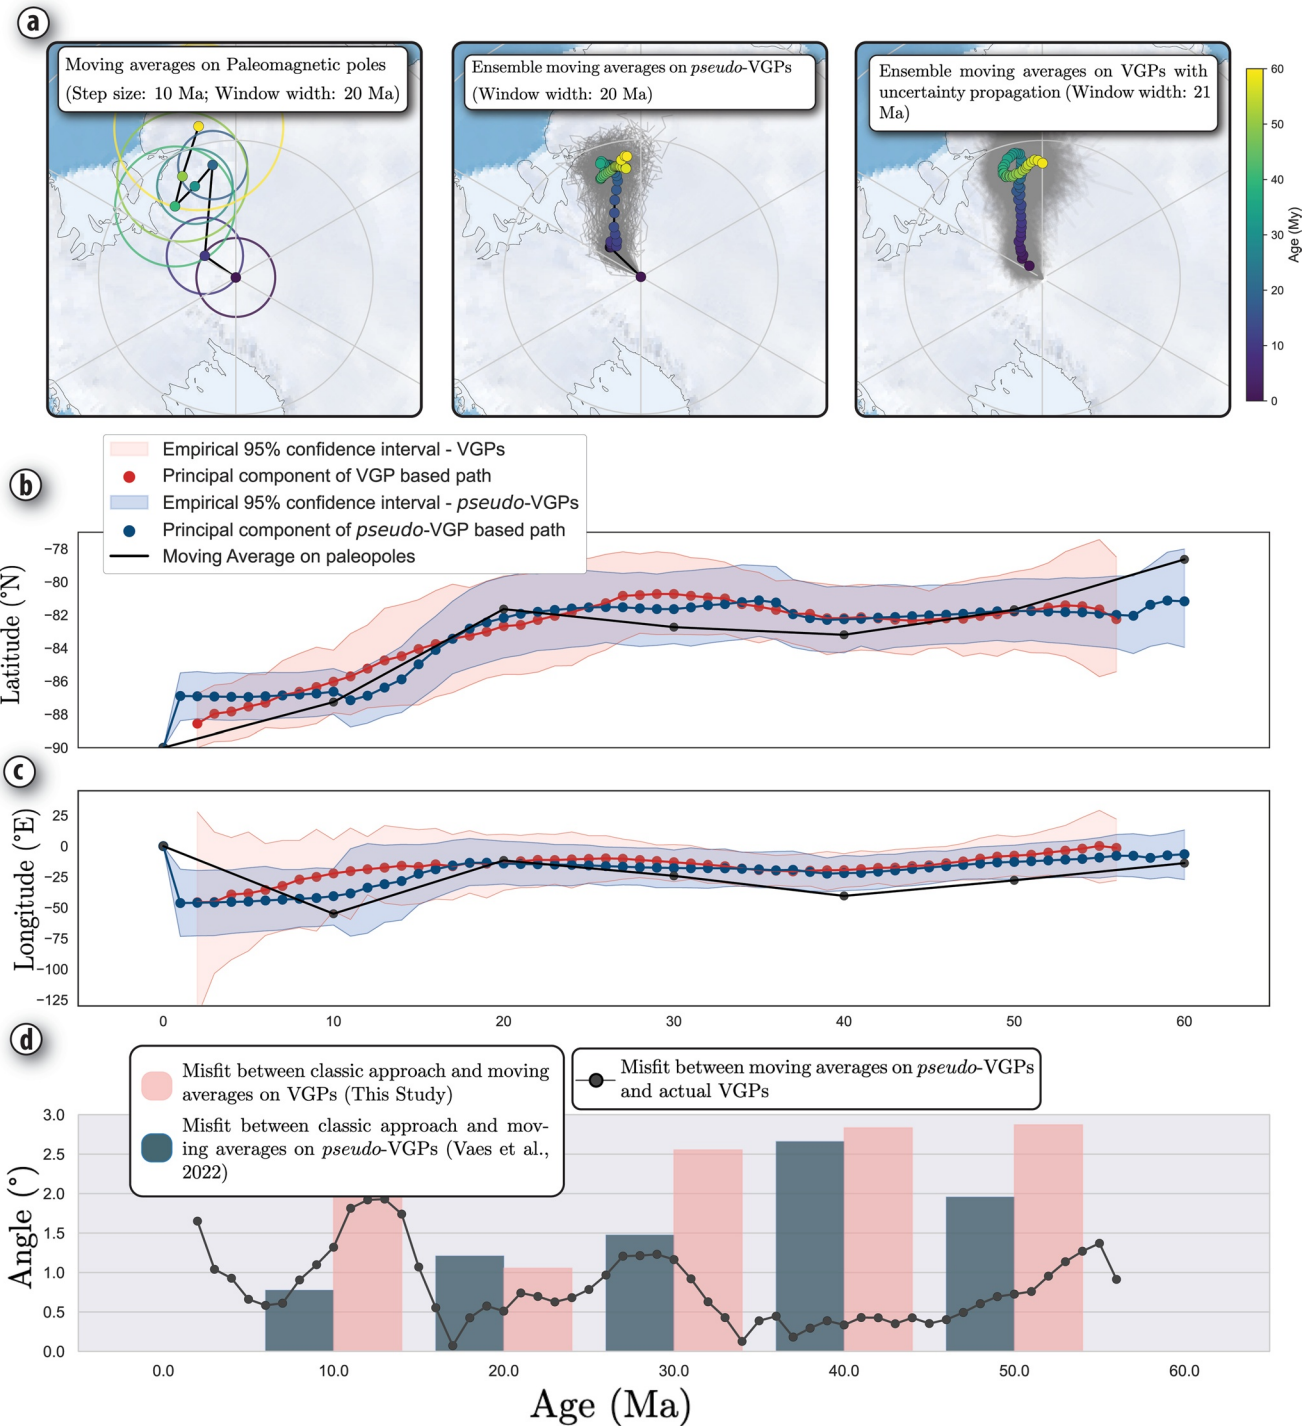 a
Moving averages on Paleomagnetic poles
(Step size: 10 Ma; Window width: 20 Ma)
Ensemble moving averages on pseudo-VGPs
(Window width: 20 Ma)
Ensemble moving averages on VGPs with
uncertainty propagation (Window width: 21
Ma)
60
50
40
30
20
10
0
Age (My)
Empirical 95% confidence interval - VGPs
Principal component of VGP based path
Empirical 95% confidence interval - pseudo-VGPs
Principal component of pseudo-VGP based path
Moving Average on paleopoles
b
−78
−80
−82
−84
−86
−88
−90
Latitude (°N)
c
25
0
−25
−50
−75
−100
−125
Longitude (°E)
0 10 20 30 40 50 60
d
Misfit between classic approach and moving
averages on VGPs (This Study)
Misfit between classic approach and mov-
ing averages on pseudo-VGPs (Vaes et al.,
2022)
Misfit between moving averages on pseudo-VGPs
and actual VGPs
3.0
2.5
2.0
1.5
1.0
0.5
0.0
Angle (°)
0.0 10.0 20.0 30.0 40.0 50.0 60.0
Age (Ma)